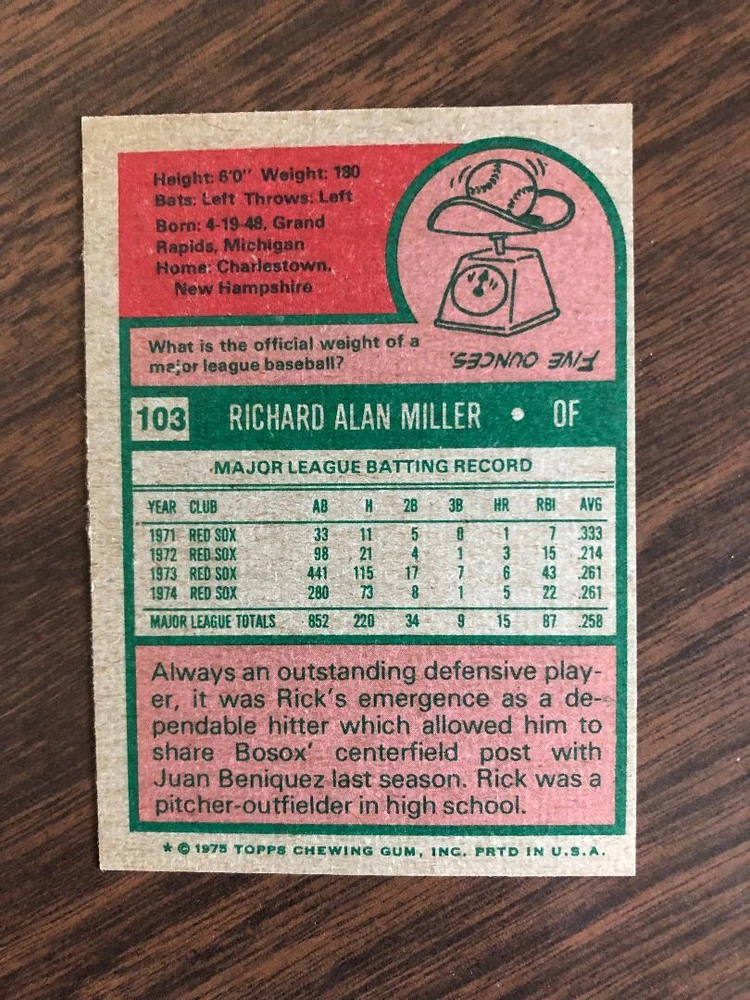 Height: 6'0" Weight: 180
Bats: Left Throws: Left
Born: 4-19-48, Grand
Rapids, Michigan
Home: Charlestown,
New Hampshire
What is the official weight of a
major league baseball?
FIVE OUNCES.
103 RICHARD ALAN MILLER • OF
MAJOR LEAGUE BATTING RECORD
YEAR CLUB AB H 2B 3B HR RBI AVG
1971 RED SOX 33 11 5 0 1 7 .333
1972 RED SOX 98 21 4 1 3 15 .214
1973 RED SOX 441 115 17 7 6 43 .261
1974 RED SOX 280 73 8 1 5 22 .261
MAJOR LEAGUE TOTALS 852 220 34 9 15 87 .258
Always an outstanding defensive play-
er, it was Rick's emergence as a de-
pendable hitter which allowed him to
share Bosox' centerfield post with
Juan Beniquez last season. Rick was a
pitcher-outfielder in high school.
* © 1975 TOPPS CHEWING GUM, INC. PRTD IN U.S.A.